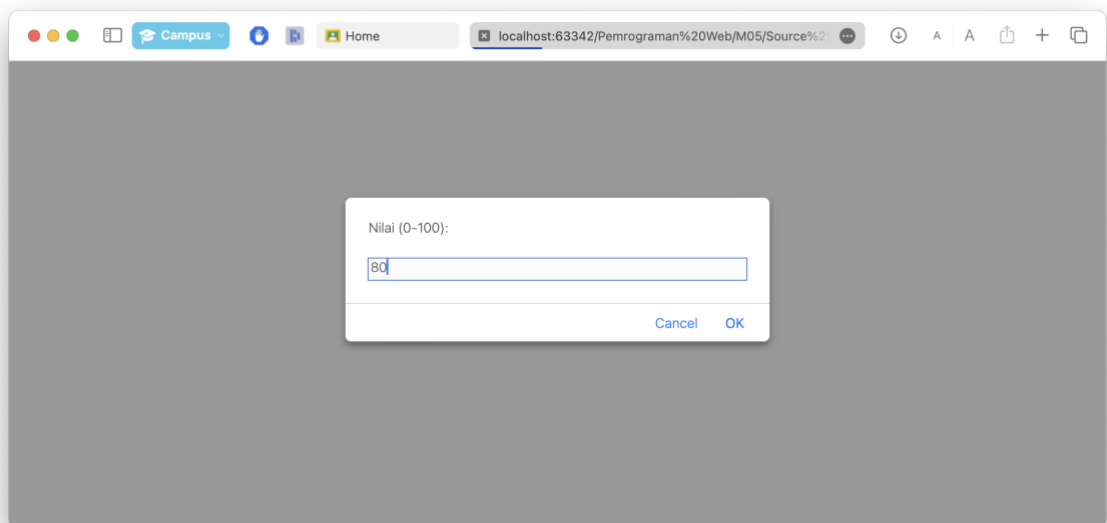 Campus
Home
localhost:63342/Pemrograman%20Web/M05/Source%2
A
A
Nilai (0-100):
80
Cancel
OK